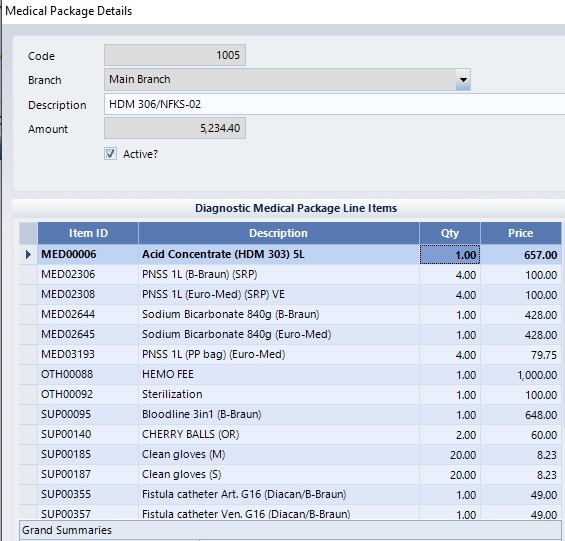 Medical Package Details
Code 1005
Branch Main Branch
Description HDM 306/NFKS-02
Amount 5,234.40
Active?
Diagnostic Medical Package Line Items
Item ID Description Qty Price
MED00006 Acid Concentrate (HDM 303) 5L 1.00 657.00
MED02306 PNSS 1L (B-Braun) (SRP) 4.00 100.00
MED02308 PNSS 1L (Euro-Med) (SRP) VE 4.00 100.00
MED02644 Sodium Bicarbonate 840g (B-Braun) 1.00 428.00
MED02645 Sodium Bicarbonate 840g (Euro-Med) 1.00 428.00
MED03193 PNSS 1L (PP bag) (Euro-Med) 4.00 79.75
OTH00088 HEMO FEE 1.00 1,000.00
OTH00092 Sterilization 1.00 100.00
SUP00095 Bloodline 3in1 (B-Braun) 1.00 648.00
SUP00140 CHERRY BALLS (OR) 2.00 60.00
SUP00185 Clean gloves (M) 20.00 8.23
SUP00187 Clean gloves (S) 20.00 8.23
SUP00355 Fistula catheter Art. G16 (Diacan/B-Braun) 1.00 49.00
SUP00357 Fistula catheter Ven. G16 (Diacan/B-Braun) 1.00 49.00
Grand Summaries